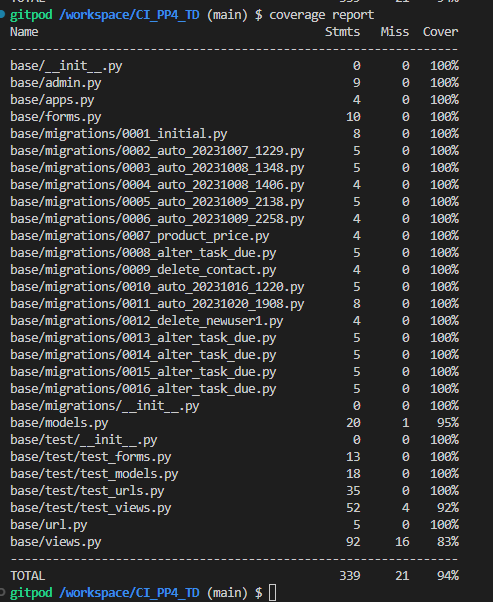 TOTAL 339 21 94%
gitpod /workspace/CI_PP4_TD (main) $ coverage report
Name Stmts Miss Cover
----------------------------------------------------------
base/__init__.py 0 0 100%
base/admin.py 9 0 100%
base/apps.py 4 0 100%
base/forms.py 10 0 100%
base/migrations/0001_initial.py 8 0 100%
base/migrations/0002_auto_20231007_1229.py 5 0 100%
base/migrations/0003_auto_20231008_1348.py 5 0 100%
base/migrations/0004_auto_20231008_1406.py 4 0 100%
base/migrations/0005_auto_20231009_2138.py 5 0 100%
base/migrations/0006_auto_20231009_2258.py 4 0 100%
base/migrations/0007_product_price.py 4 0 100%
base/migrations/0008_alter_task_due.py 5 0 100%
base/migrations/0009_delete_contact.py 4 0 100%
base/migrations/0010_auto_20231016_1220.py 5 0 100%
base/migrations/0011_auto_20231020_1908.py 8 0 100%
base/migrations/0012_delete_newuser1.py 4 0 100%
base/migrations/0013_alter_task_due.py 5 0 100%
base/migrations/0014_alter_task_due.py 5 0 100%
base/migrations/0015_alter_task_due.py 5 0 100%
base/migrations/0016_alter_task_due.py 5 0 100%
base/migrations/__init__.py 0 0 100%
base/models.py 20 1 95%
base/test/__init__.py 0 0 100%
base/test/test_forms.py 13 0 100%
base/test/test_models.py 18 0 100%
base/test/test_urls.py 35 0 100%
base/test/test_views.py 52 4 92%
base/url.py 5 0 100%
base/views.py 92 16 83%
----------------------------------------------------------
TOTAL 339 21 94%
gitpod /workspace/CI_PP4_TD (main) $